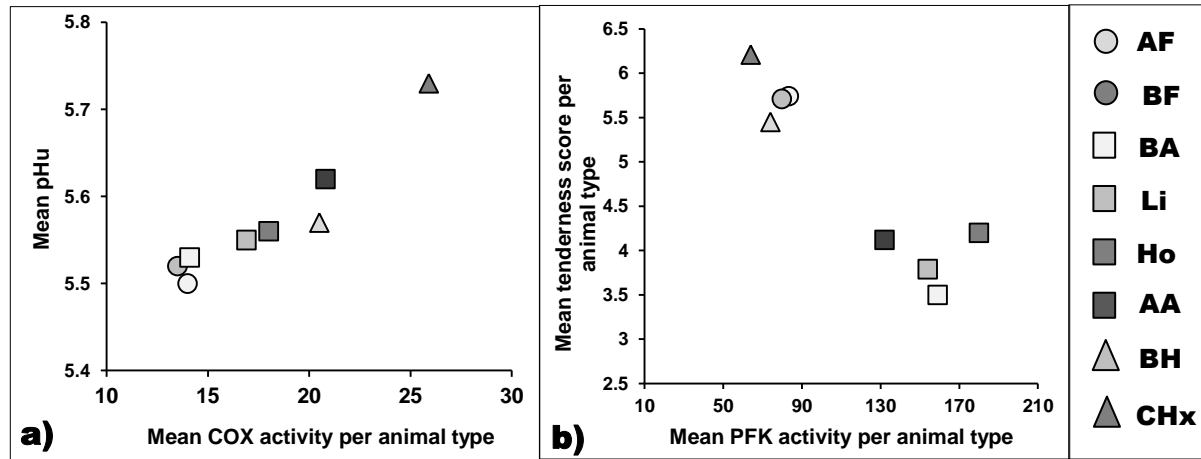 5.8
5.7
5.6
5.5
5.4
Mean pHu
10 15 20 25 30
a)
Mean COX activity per animal type
6.5
6
5.5
5
4.5
4
3.5
3
2.5
Mean tenderness score per
animal type
10 50 90 130 170 210
b)
Mean PFK activity per animal type
AF
BF
BA
Li
Ho
AA
BH
CHx